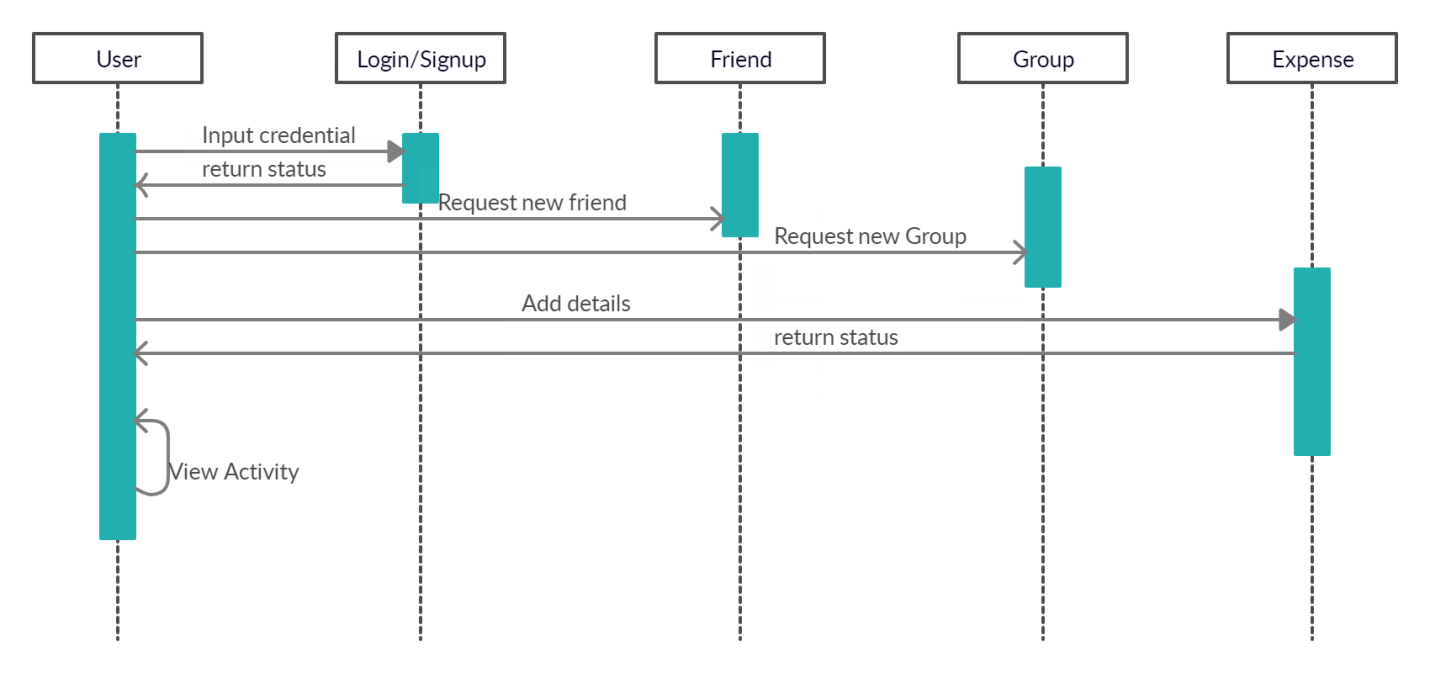 User
Login/Signup
Friend
Group
Expense
Input credential
return status
Request new friend
Request new Group
Add details
return status
View Activity